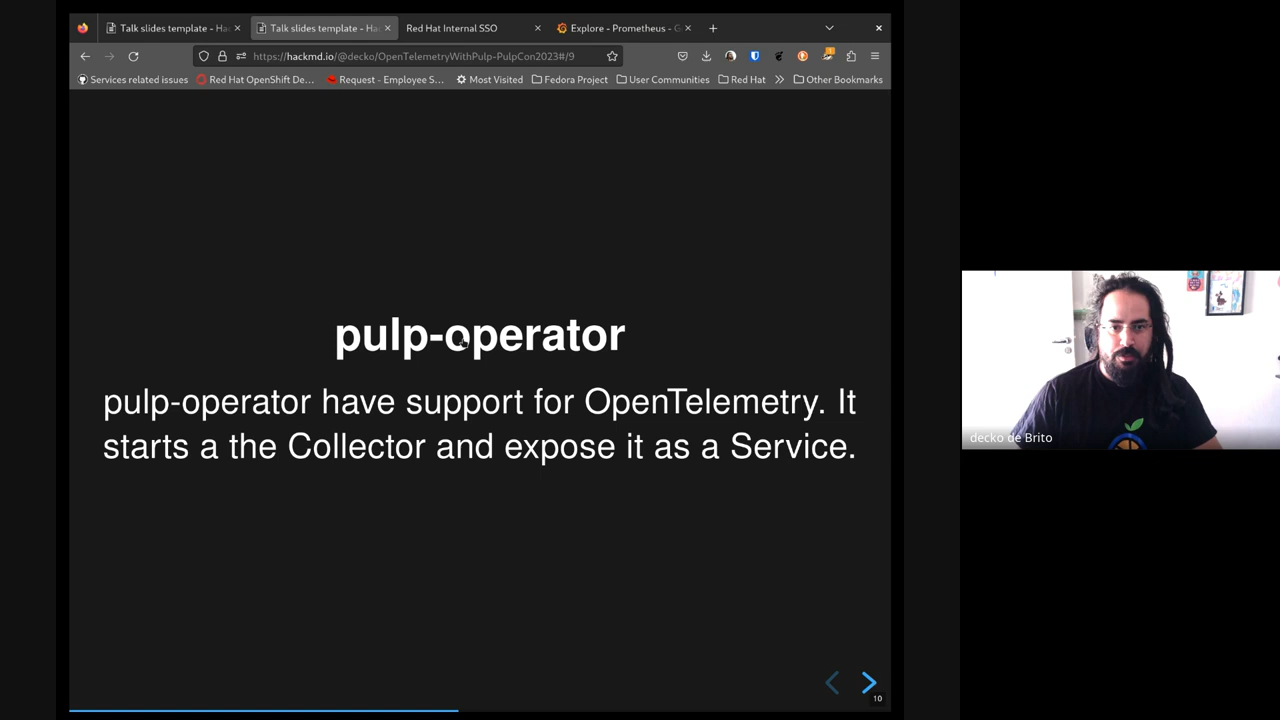 Talk slides template - Ha
Talk slides template - Ha
Red Hat Internal SSO
Explore - Prometheus - G
https://hackmd.io/@decko/OpenTelemetryWithPulp-PulpCon2023#/9
Services related issues
Red Hat OpenShift De...
Request - Employee S...
Most Visited
Fedora Project
User Communities
Red Hat
Other Bookmarks
pulp-operator
pulp-operator have support for OpenTelemetry. It
starts a the Collector and expose it as a Service.
decko de Brito
10